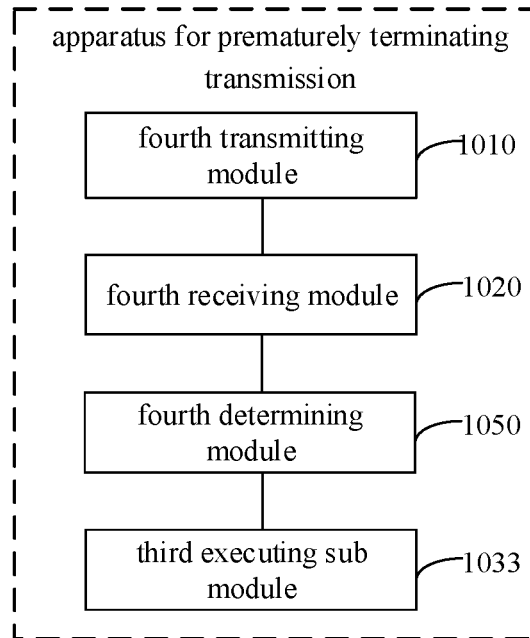 apparatus for prematurely terminating
transmission
fourth transmitting
module
1010
fourth receiving module
1020
fourth determining
module
1050
third executing sub
module
1033